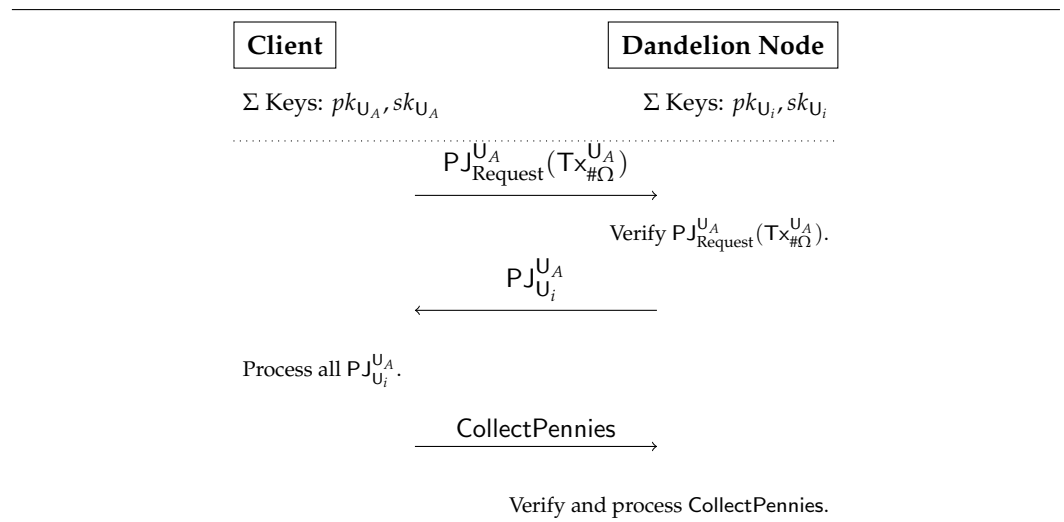 Client Dandelion Node
Σ Keys: pk_{U_A}, sk_{U_A} Σ Keys: pk_{U_i}, sk_{U_i}
PJ^{U_A}_{Request}(Tx^{U_A}_{#Ω})
Verify PJ^{U_A}_{Request}(Tx^{U_A}_{#Ω}).
PJ^{U_A}_{U_i}
Process all PJ^{U_A}_{U_i}.
CollectPennies
Verify and process CollectPennies.